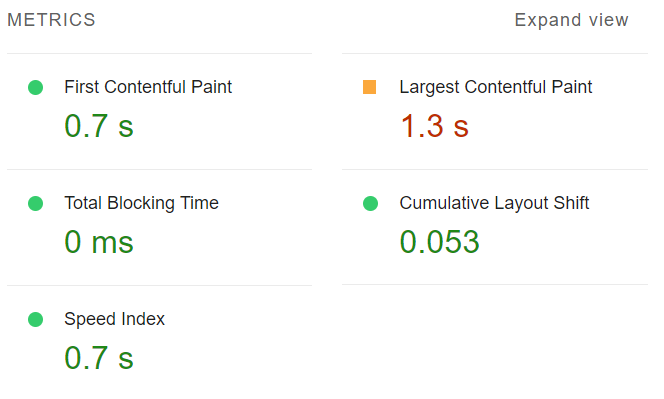 METRICS
Expand view
First Contentful Paint
0.7 s
Largest Contentful Paint
1.3 s
Total Blocking Time
0 ms
Cumulative Layout Shift
0.053
Speed Index
0.7 s